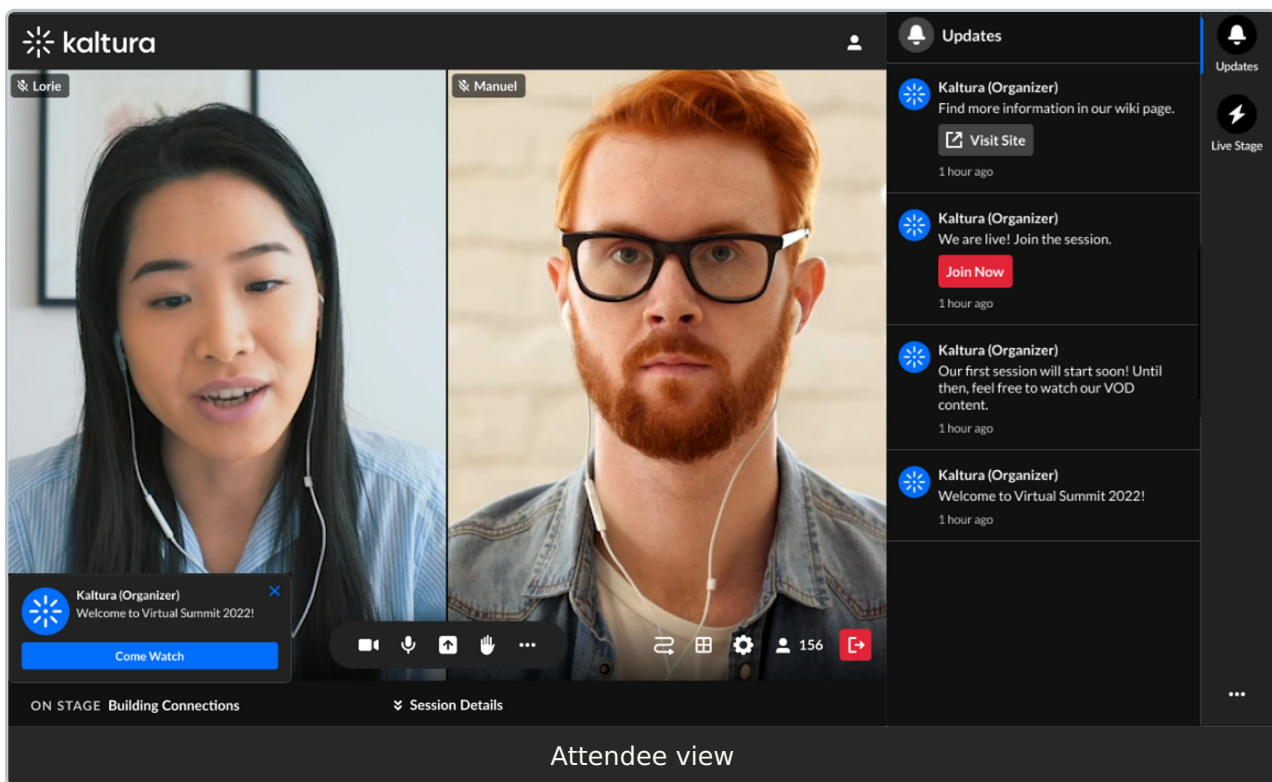 kaltura
Lorie
Manuel
Kaltura (Organizer)
Welcome to Virtual Summit 2022!
Come Watch
156
ON STAGE Building Connections
Session Details
Updates
Kaltura (Organizer)
Find more information in our wiki page.
Visit Site
1 hour ago
Kaltura (Organizer)
We are live! Join the session.
Join Now
1 hour ago
Kaltura (Organizer)
Our first session will start soon! Until
then, feel free to watch our VOD
content.
1 hour ago
Kaltura (Organizer)
Welcome to Virtual Summit 2022!
1 hour ago
Updates
Live Stage
Attendee view